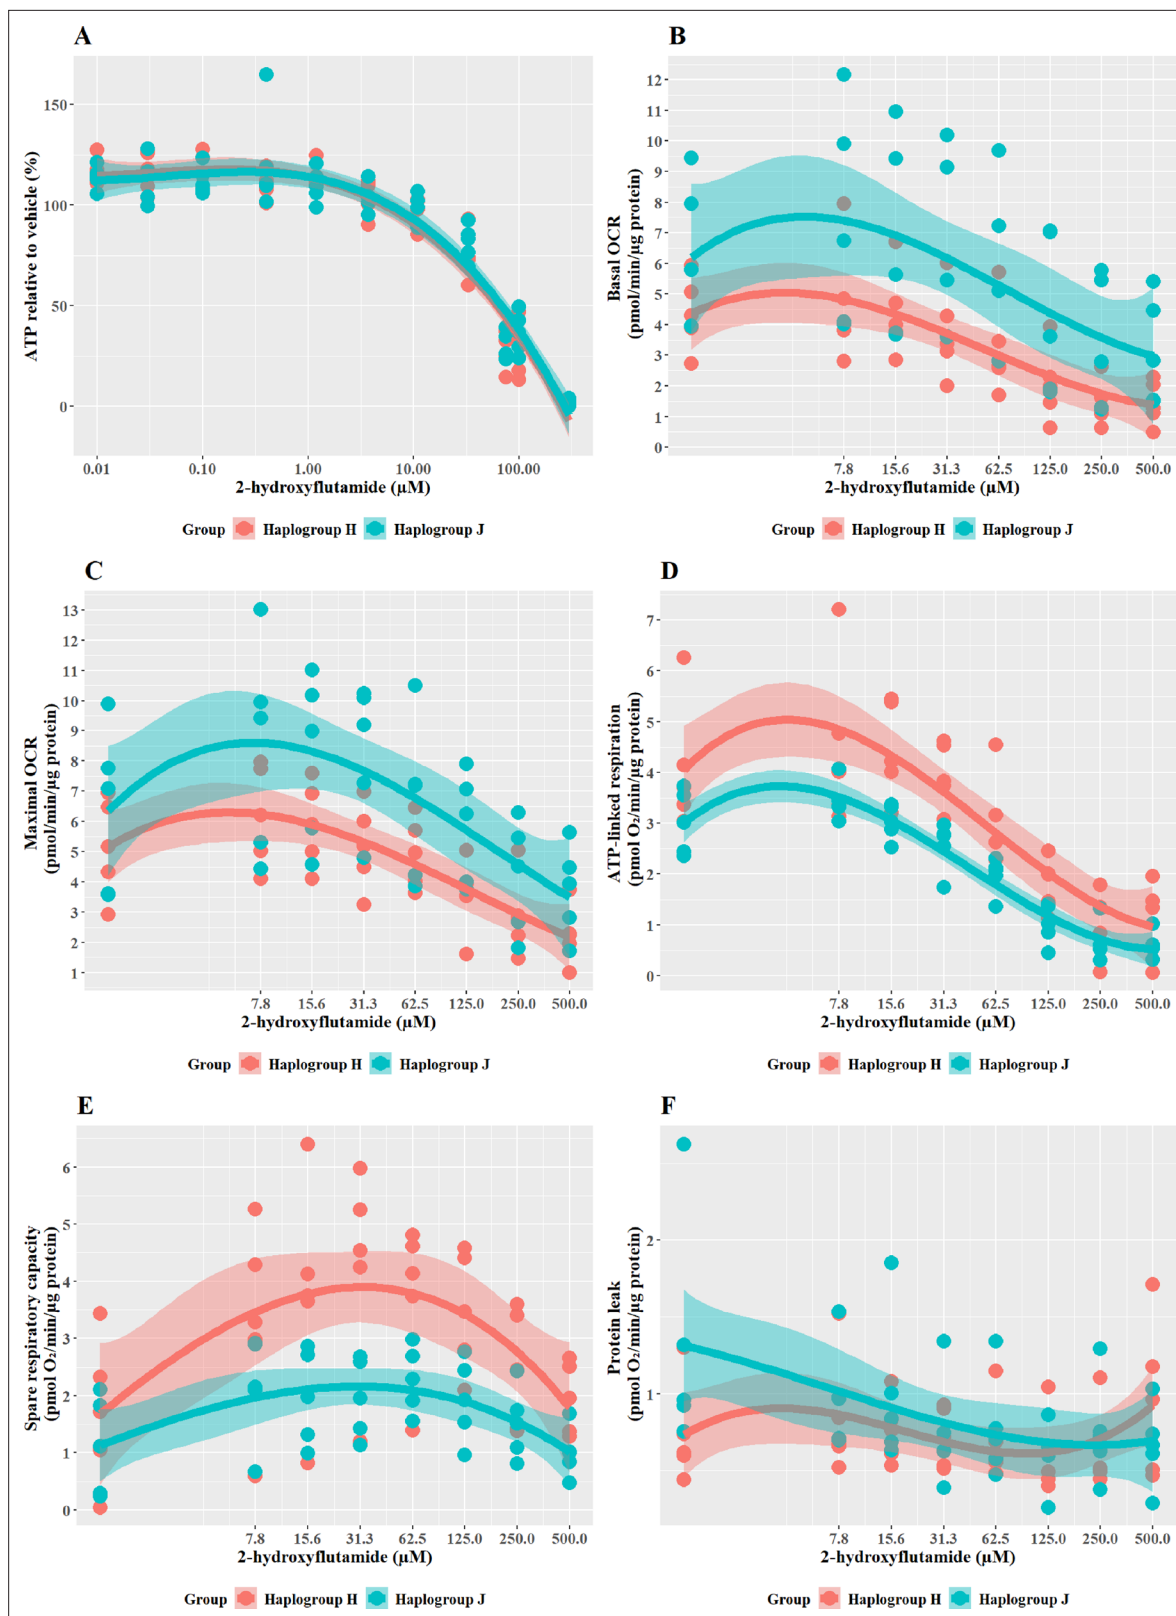 A
ATP relative to vehicle (%)
150
100
50
0
0.01 0.10 1.00 10.00 100.00
2-hydroxyflutamide (µM)
Group Haplogroup H Haplogroup J
B
Basal OCR
(pmol/min/µg protein)
12
11
10
9
8
7
6
5
4
3
2
1
0
7.8 15.6 31.3 62.5 125.0 250.0 500.0
2-hydroxyflutamide (µM)
Group Haplogroup H Haplogroup J
C
Maximal OCR
(pmol/min/µg protein)
13
12
11
10
9
8
7
6
5
4
3
2
1
7.8 15.6 31.3 62.5 125.0 250.0 500.0
2-hydroxyflutamide (µM)
Group Haplogroup H Haplogroup J
D
ATP-linked respiration
(pmol O₂/min/µg protein)
7
6
5
4
3
2
1
0
7.8 15.6 31.3 62.5 125.0 250.0 500.0
2-hydroxyflutamide (µM)
Group Haplogroup H Haplogroup J
E
Spare respiratory capacity
(pmol O₂/min/µg protein)
6
5
4
3
2
1
0
7.8 15.6 31.3 62.5 125.0 250.0 500.0
2-hydroxyflutamide (µM)
Group Haplogroup H Haplogroup J
F
Protein leak
(pmol O₂/min/µg protein)
2
1
7.8 15.6 31.3 62.5 125.0 250.0 500.0
2-hydroxyflutamide (µM)
Group Haplogroup H Haplogroup J